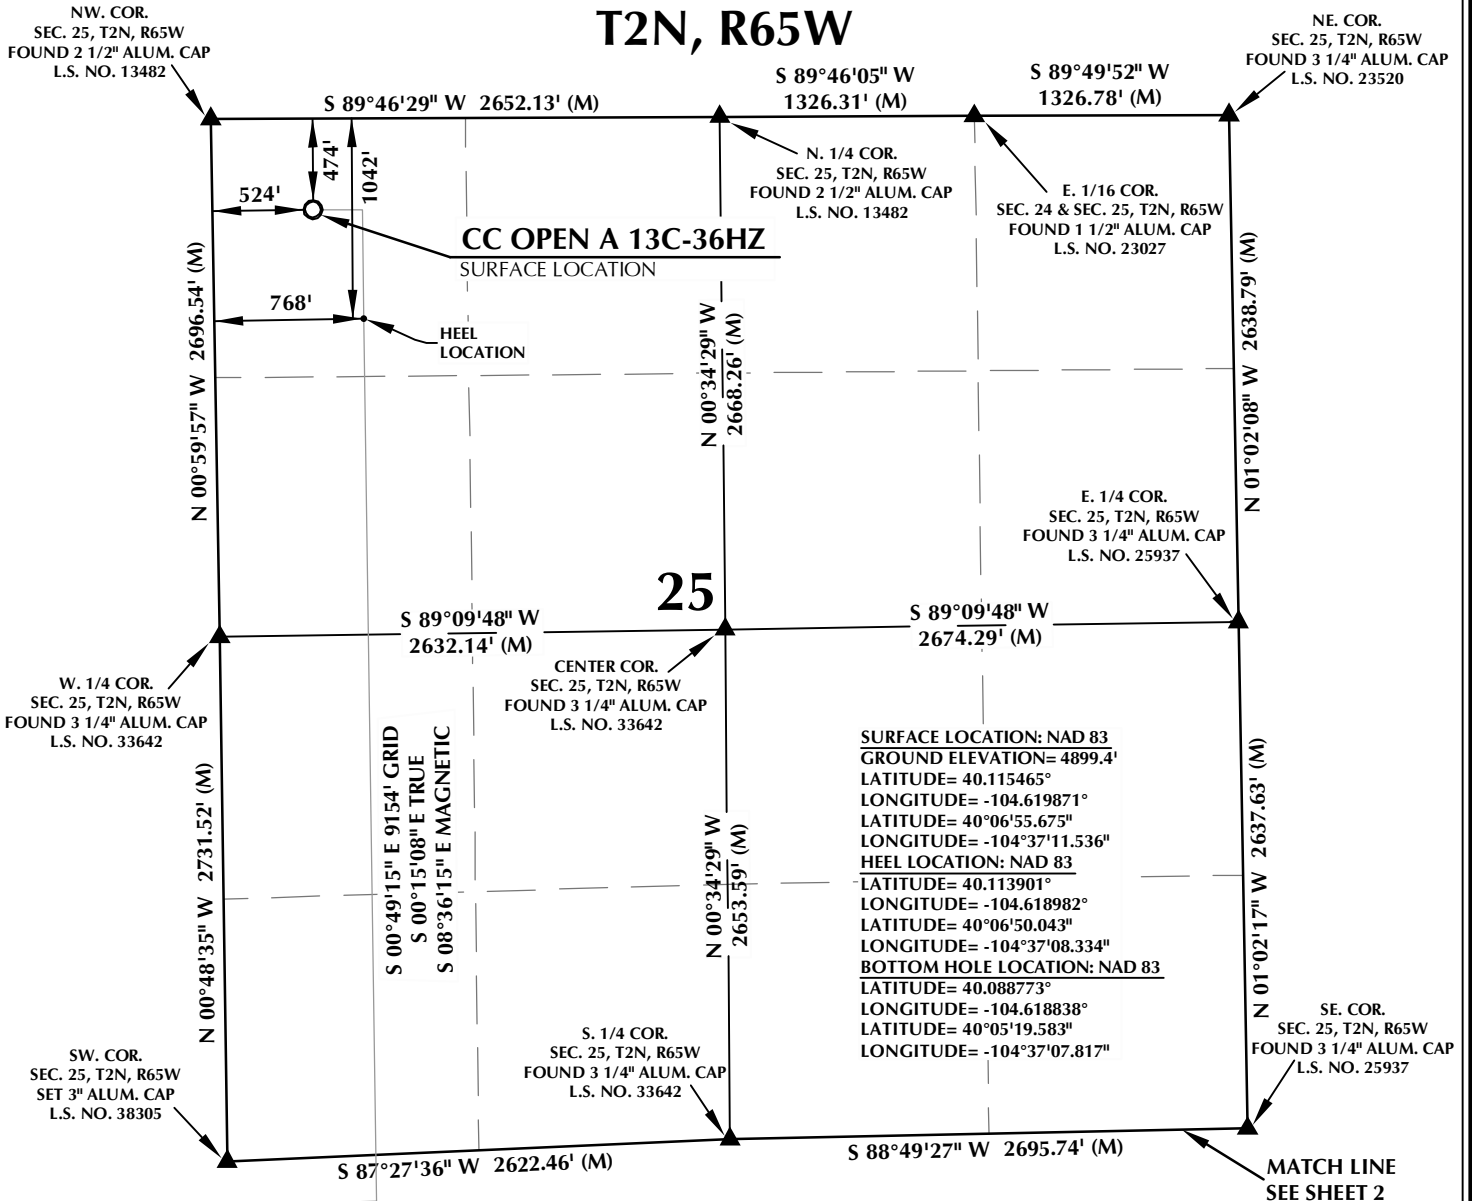 T2N, R65W
NW. COR.
SEC. 25, T2N, R65W
FOUND 2 1/2" ALUM. CAP
L.S. NO. 13482
NE. COR.
SEC. 25, T2N, R65W
FOUND 3 1/4" ALUM. CAP
L.S. NO. 23520
S 89°46'29" W 2652.13' (M)
S 89°46'05" W
1326.31' (M)
S 89°49'52" W
1326.78' (M)
N. 1/4 COR.
SEC. 25, T2N, R65W
FOUND 2 1/2" ALUM. CAP
L.S. NO. 13482
E. 1/16 COR.
SEC. 24 & SEC. 25, T2N, R65W
FOUND 1 1/2" ALUM. CAP
L.S. NO. 23027
474'
1042'
524'
CC OPEN A 13C-36HZ
SURFACE LOCATION
768'
HEEL
LOCATION
N 00°59'57" W 2696.54' (M)
N 00°34'29" W
2668.26' (M)
N 01°02'08" W 2638.79' (M)
E. 1/4 COR.
SEC. 25, T2N, R65W
FOUND 3 1/4" ALUM. CAP
L.S. NO. 25937
25
S 89°09'48" W
2632.14' (M)
S 89°09'48" W
2674.29' (M)
W. 1/4 COR.
SEC. 25, T2N, R65W
FOUND 3 1/4" ALUM. CAP
L.S. NO. 33642
CENTER COR.
SEC. 25, T2N, R65W
FOUND 3 1/4" ALUM. CAP
L.S. NO. 33642
S 00°49'15" E 9154' GRID
S 00°15'08" E TRUE
S 08°36'15" E MAGNETIC
SURFACE LOCATION: NAD 83
GROUND ELEVATION= 4899.4'
LATITUDE= 40.115465°
LONGITUDE= -104.619871°
LATITUDE= 40°06'55.675"
LONGITUDE= -104°37'11.536"
HEEL LOCATION: NAD 83
LATITUDE= 40.113901°
LONGITUDE= -104.618982°
LATITUDE= 40°06'50.043"
LONGITUDE= -104°37'08.334"
BOTTOM HOLE LOCATION: NAD 83
LATITUDE= 40.088773°
LONGITUDE= -104.618838°
LATITUDE= 40°05'19.583"
LONGITUDE= -104°37'07.817"
N 00°48'35" W 2731.52' (M)
N 00°34'29" W
2653.59' (M)
N 01°02'17" W 2637.63' (M)
SW. COR.
SEC. 25, T2N, R65W
SET 3" ALUM. CAP
L.S. NO. 38305
S. 1/4 COR.
SEC. 25, T2N, R65W
FOUND 3 1/4" ALUM. CAP
L.S. NO. 33642
SE. COR.
SEC. 25, T2N, R65W
FOUND 3 1/4" ALUM. CAP
L.S. NO. 25937
S 87°27'36" W 2622.46' (M)
S 88°49'27" W 2695.74' (M)
MATCH LINE
SEE SHEET 2